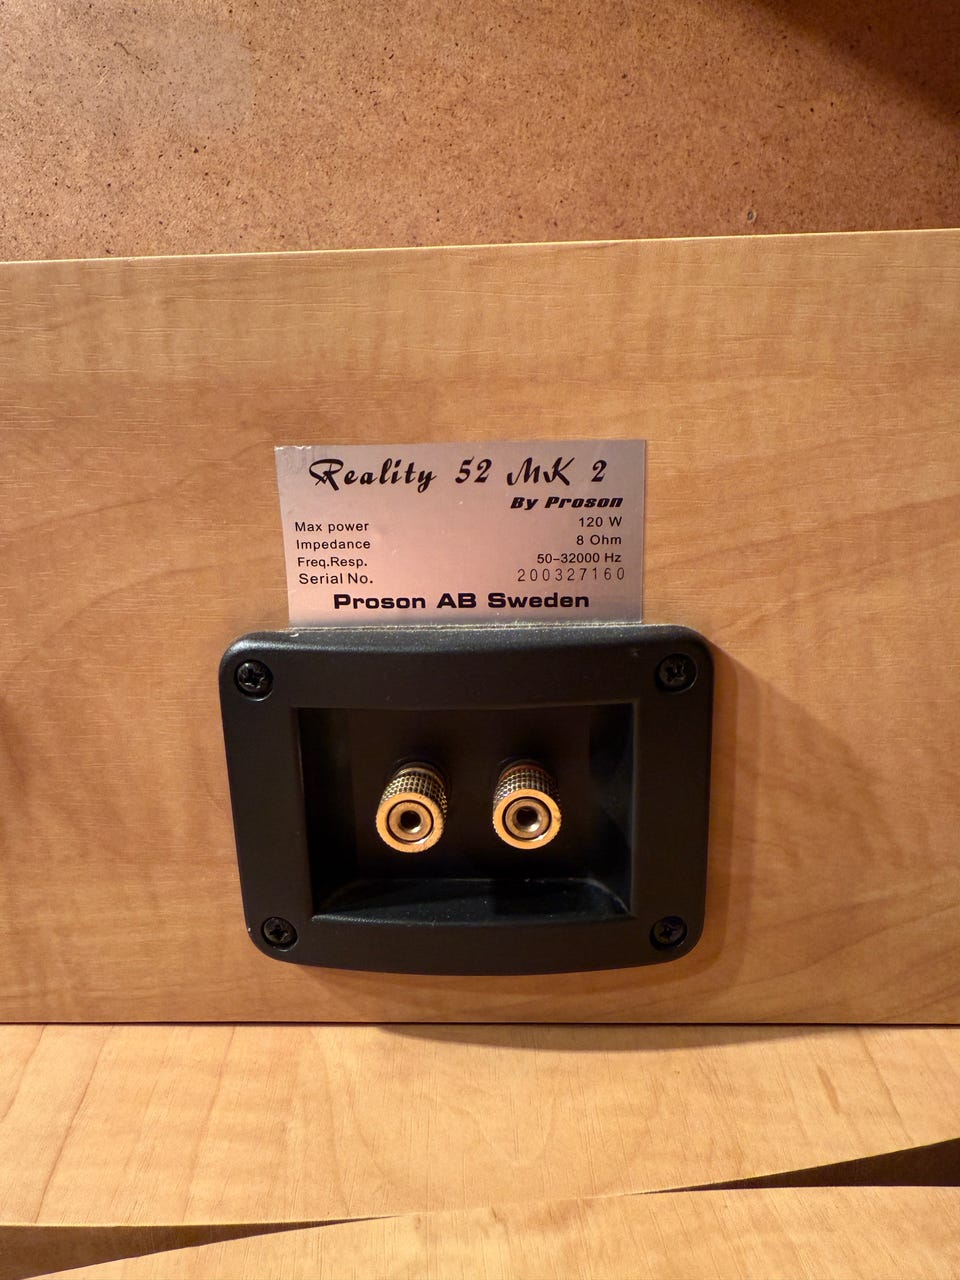 Reality 52 MK 2
By Proson
Max power 120 W
Impedance 8 Ohm
Freq.Resp. 50-32000 Hz
Serial No. 200327160
Proson AB Sweden